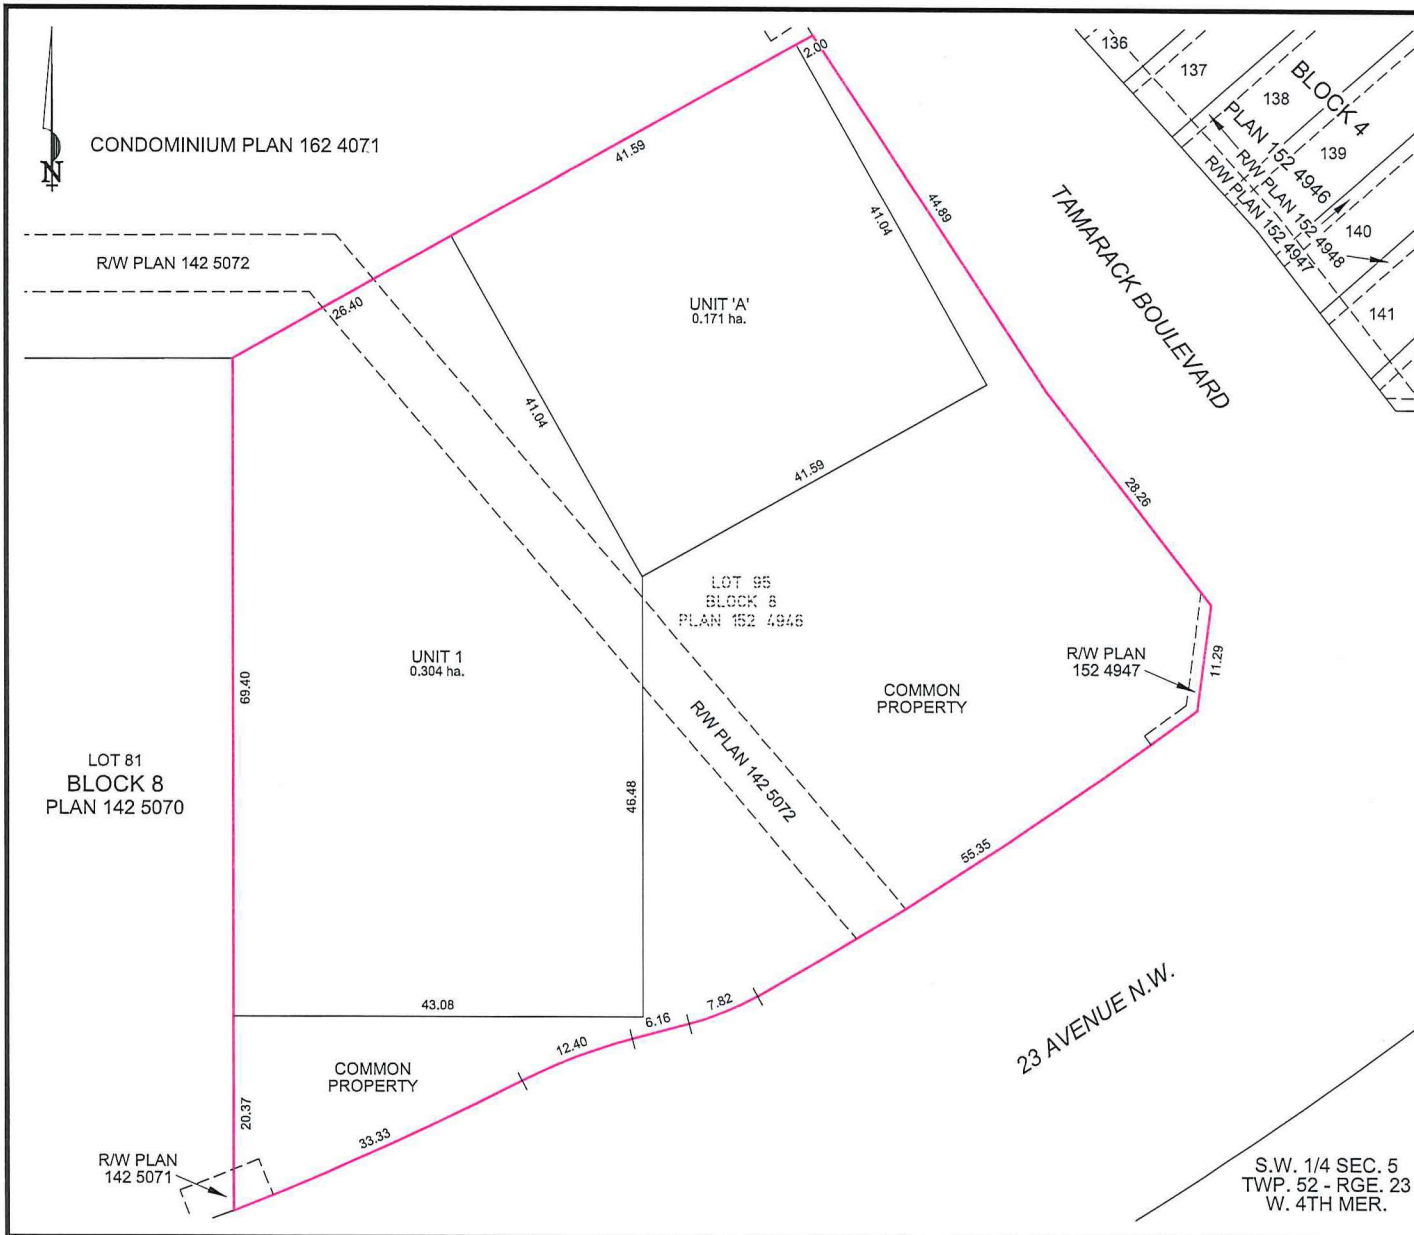 2.00
136
137
138
BLOCK 4
139
PLAN 152 4946
R/W PLAN 152 4948
R/W PLAN 152 4947
140
141
N
CONDOMINIUM PLAN 162 4071
41.59
44.89
41.04
TAMARACK BOULEVARD
R/W PLAN 142 5072
26.40
UNIT 'A'
0.171 ha.
41.04
41.59
28.26
LOT 95
BLOCK 8
PLAN 152 4946
UNIT 1
0.304 ha.
R/W PLAN
152 4947
11.29
69.40
COMMON
PROPERTY
R/W PLAN 142 5072
LOT 81
BLOCK 8
PLAN 142 5070
46.48
55.35
43.08
6.16
7.82
12.40
23 AVENUE N.W.
COMMON
PROPERTY
20.37
33.33
R/W PLAN
142 5071
S.W. 1/4 SEC. 5
TWP. 52 - RGE. 23
W. 4TH MER.